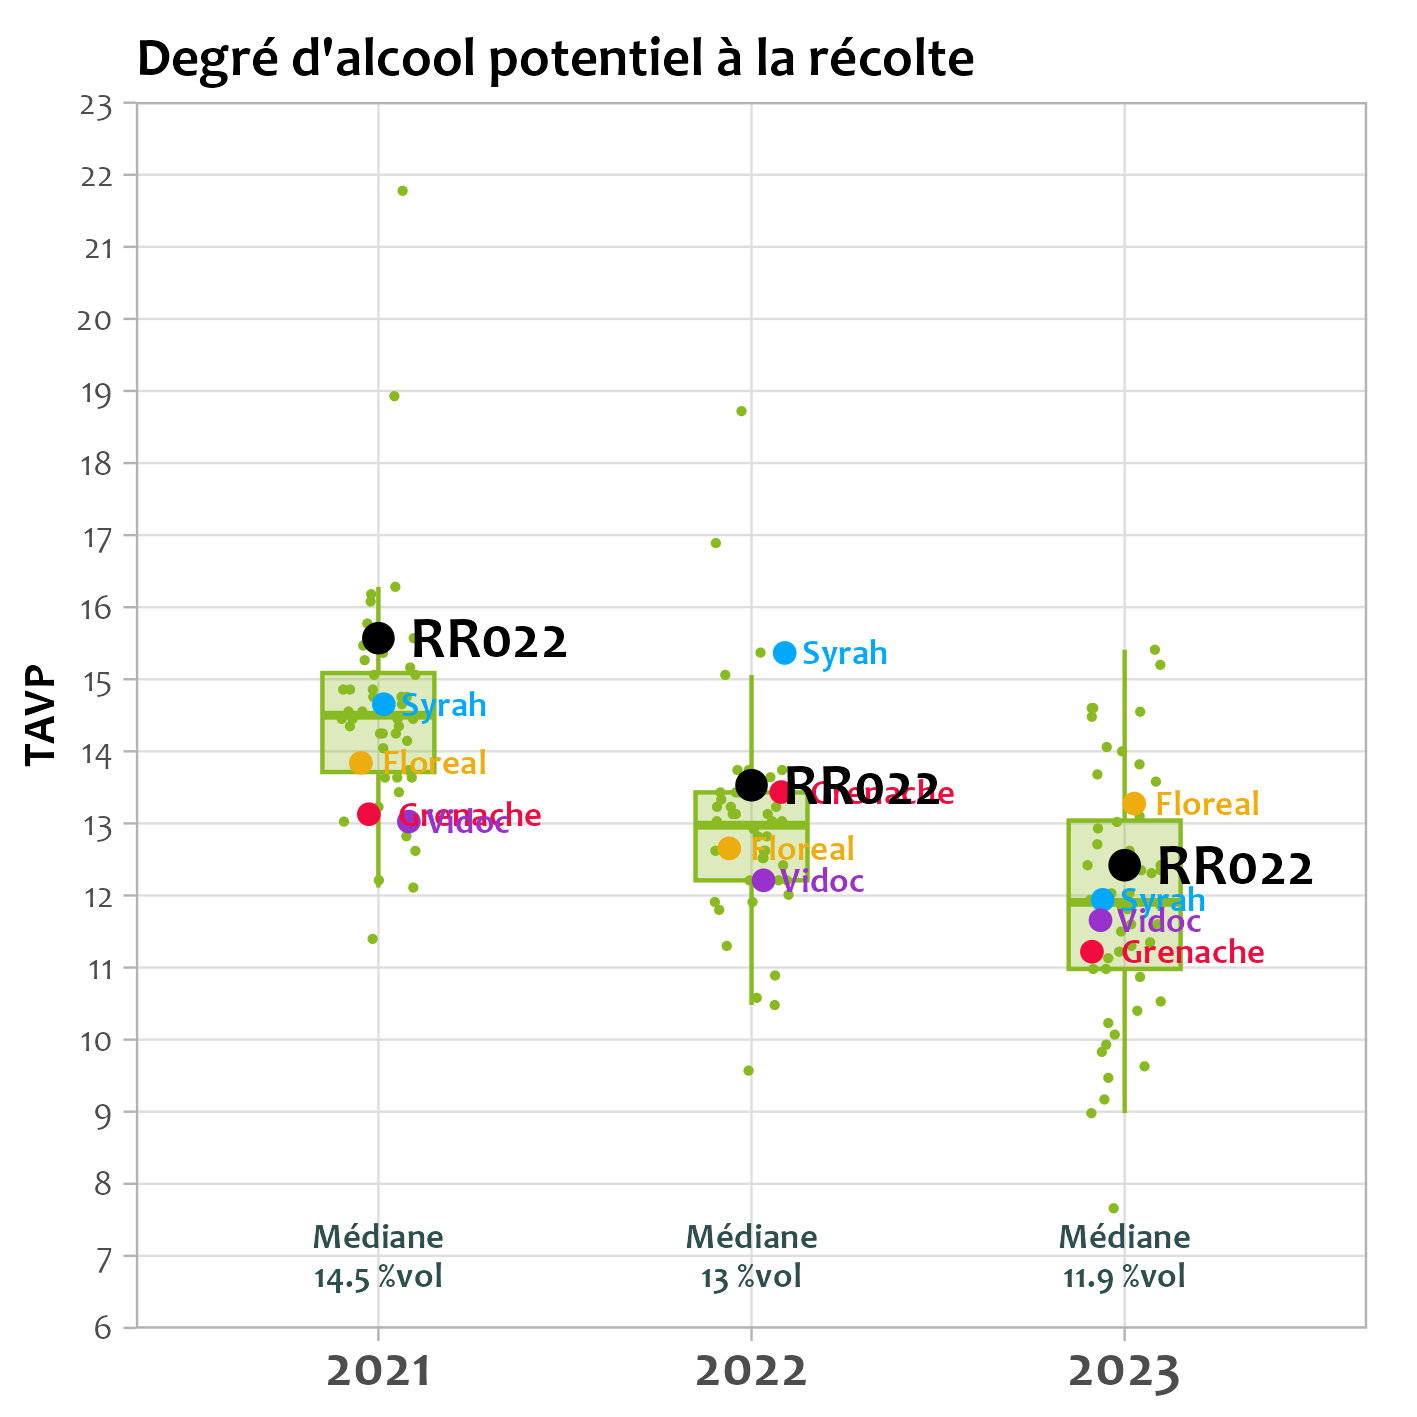 Degré d'alcool potentiel à la récolte
TAVP
23
22
21
20
19
18
17
16
15
14
13
12
11
10
9
8
7
6
RR022
Syrah
Floreal
Grenache
Vidoc
Syrah
RR022
Grenache
Floreal
Vidoc
Floreal
RR022
Syrah
Vidoc
Grenache
Médiane
14.5 %vol
Médiane
13 %vol
Médiane
11.9 %vol
2021
2022
2023